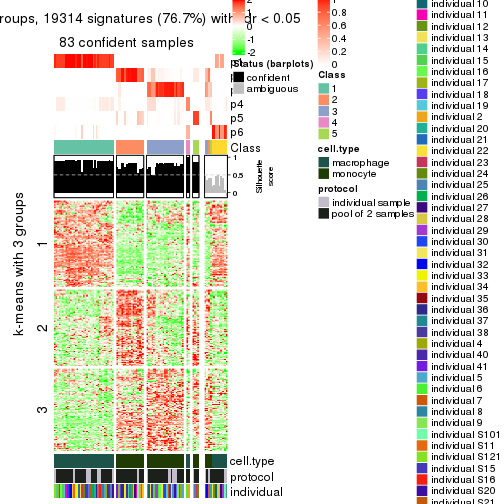 roups, 19314 signatures (76.7%) with fdr < 0.05
83 confident samples
p4
p5
p6
Class
1
0.5
0
Silhouette
score
k-means with 3 groups
1
2
3
cell.type
protocol
individual
2
1
0
-1
-2
Status (barplots)
confident
ambiguous
0.8
0.6
0.4
0.2
0
Class
1
2
3
4
5
cell.type
macrophage
monocyte
protocol
individual sample
pool of 2 samples
individual 10
individual 11
individual 12
individual 13
individual 14
individual 15
individual 16
individual 17
individual 18
individual 19
individual 2
individual 20
individual 21
individual 22
individual 23
individual 24
individual 25
individual 26
individual 27
individual 28
individual 29
individual 30
individual 31
individual 32
individual 33
individual 34
individual 35
individual 36
individual 37
individual 38
individual 4
individual 40
individual 41
individual 5
individual 6
individual 7
individual 8
individual 9
individual S101
individual S11
individual S121
individual S15
individual S16
individual S20
individual S21